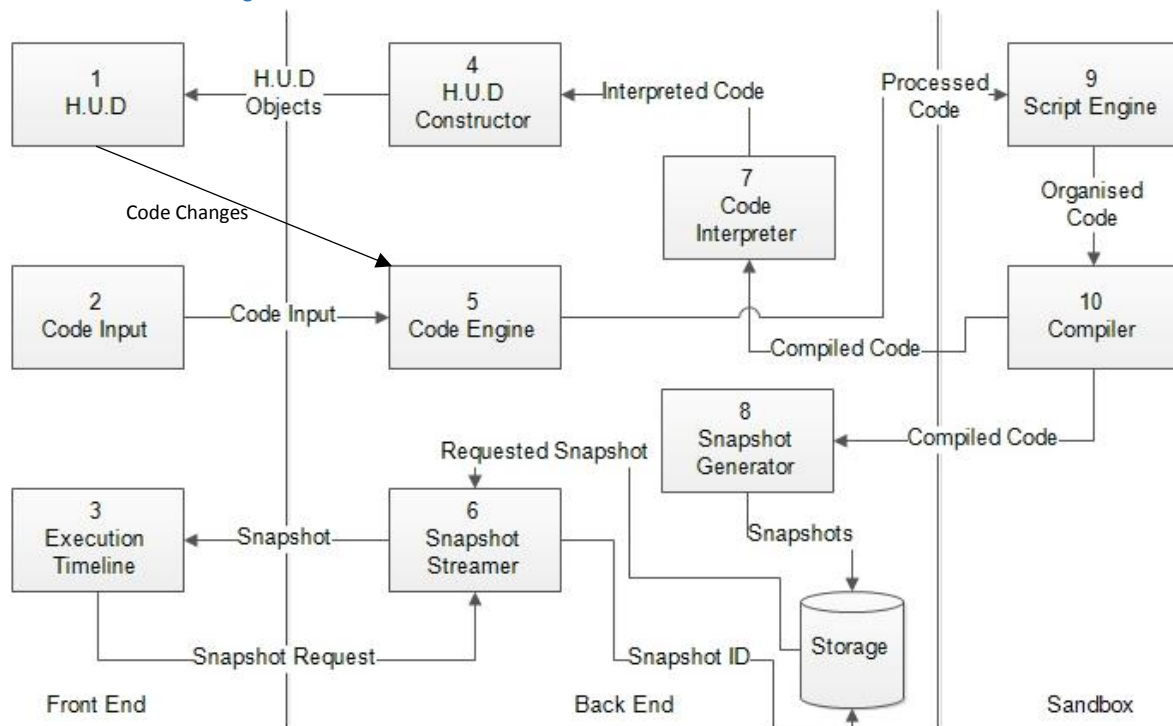 1
H.U.D
H.U.D
Objects
4
H.U.D
Constructor
Interpreted Code
Processed
Code
9
Script Engine
Code Changes
7
Code
Interpreter
Organised
Code
2
Code Input
Code Input
5
Code Engine
10
Compiler
Compiled Code
8
Snapshot
Generator
Compiled Code
Requested Snapshot
3
Execution
Timeline
Snapshot
6
Snapshot
Streamer
Snapshots
Storage
Snapshot Request
Snapshot ID
Front End
Back End
Sandbox